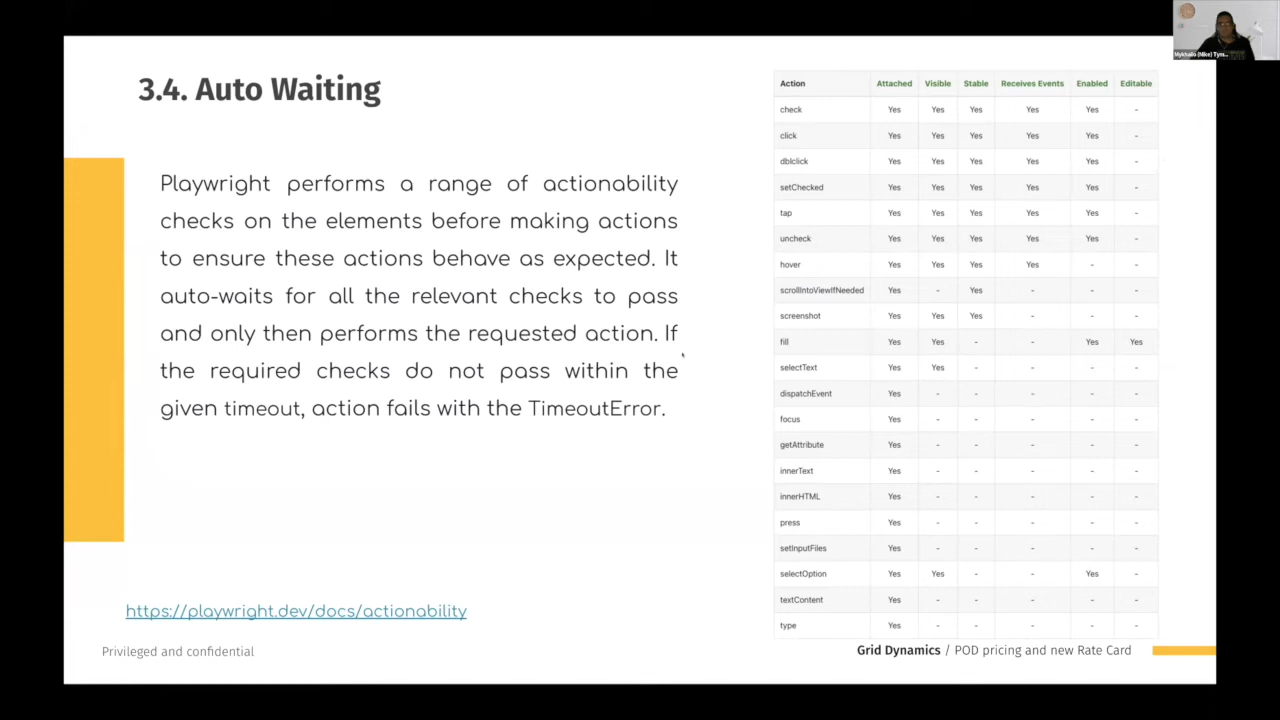 Mykhailo (Mike) Tym...
3.4. Auto Waiting
Playwright performs a range of actionability
checks on the elements before making actions
to ensure these actions behave as expected. It
auto-waits for all the relevant checks to pass
and only then performs the requested action. If
the required checks do not pass within the
given timeout, action fails with the TimeoutError.
https://playwright.dev/docs/actionability
Action Attached Visible Stable Receives Events Enabled Editable
check Yes Yes Yes Yes Yes -
click Yes Yes Yes Yes Yes -
dblclick Yes Yes Yes Yes Yes -
setChecked Yes Yes Yes Yes Yes -
tap Yes Yes Yes Yes Yes -
uncheck Yes Yes Yes Yes Yes -
hover Yes Yes Yes Yes - -
scrollIntoViewIfNeeded Yes - Yes - - -
screenshot Yes Yes Yes - - -
fill Yes Yes - - Yes Yes
selectText Yes Yes - - - -
dispatchEvent Yes - - - - -
focus Yes - - - - -
getAttribute Yes - - - - -
innerText Yes - - - - -
innerHTML Yes - - - - -
press Yes - - - - -
setInputFiles Yes - - - - -
selectOption Yes Yes - - Yes -
textContent Yes - - - - -
type Yes - - - - -
Privileged and confidential
Grid Dynamics / POD pricing and new Rate Card